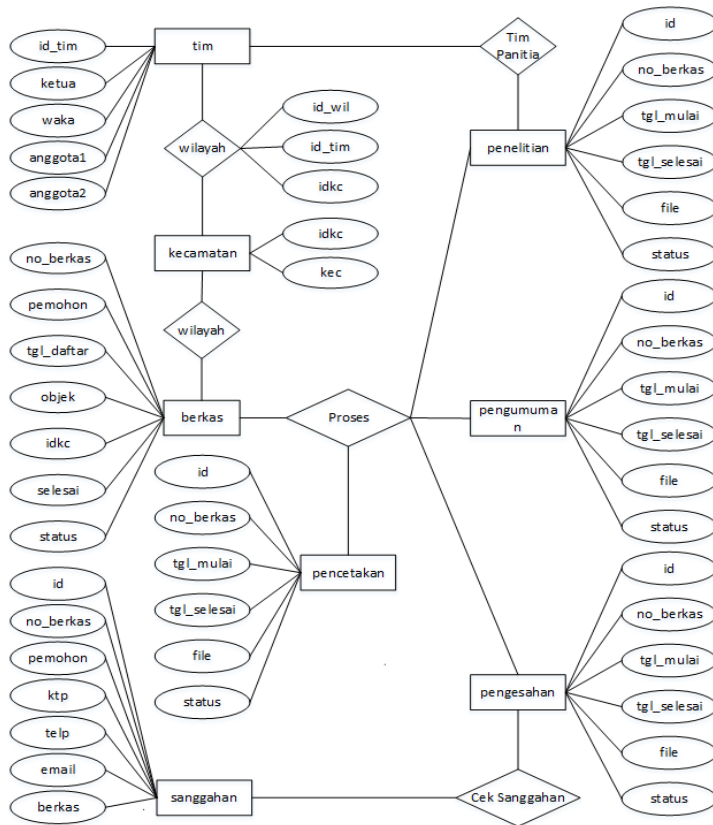 id_tim
ketua
waka
anggota1
anggota2
tim
Tim
Panitia
id
no_berkas
tgl_mulai
tgl_selesai
file
status
penelitian
wilayah
id_wil
id_tim
idkc
kecamatan
idkc
kec
wilayah
no_berkas
pemohon
tgl_daftar
objek
idkc
selesai
status
berkas
Proses
pengumuma
n
id
no_berkas
tgl_mulai
tgl_selesai
file
status
id
no_berkas
tgl_mulai
tgl_selesai
file
status
pencetakan
id
no_berkas
tgl_mulai
tgl_selesai
file
status
pengesahan
id
no_berkas
pemohon
ktp
telp
email
berkas
sanggahan
Cek Sanggahan